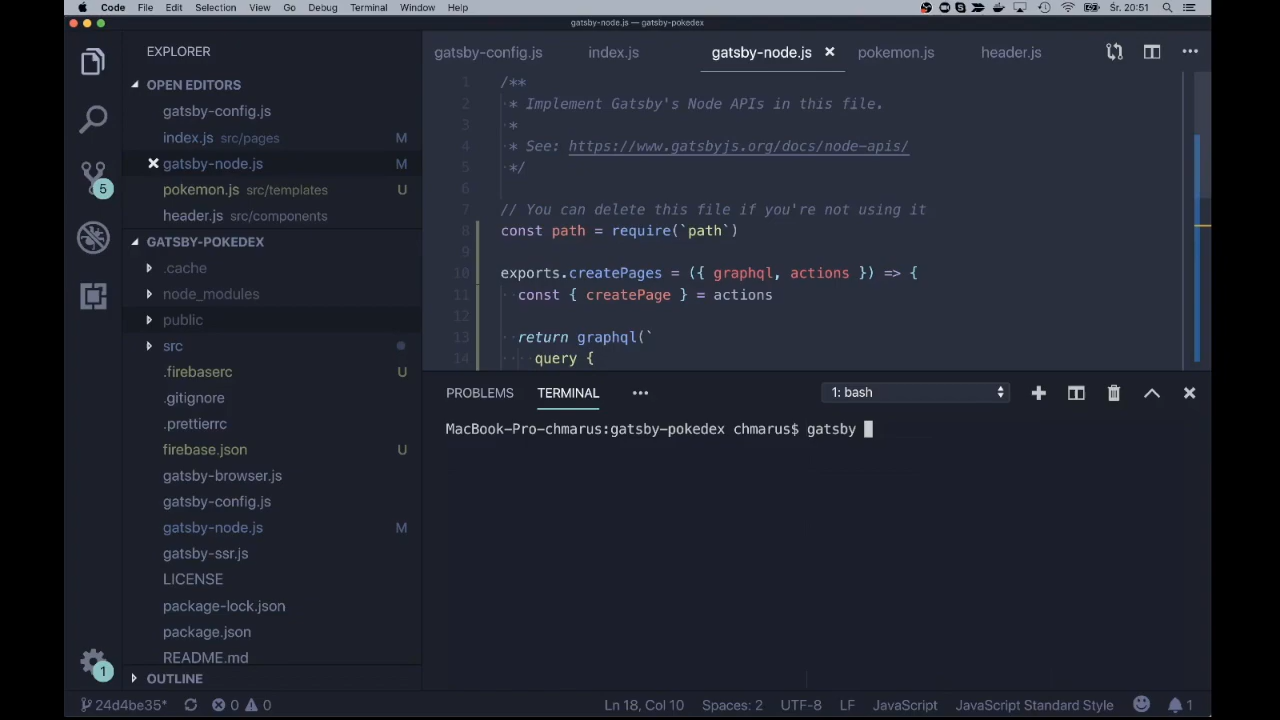 Code File Edit Selection View Go Debug Terminal Window Help Śr. 20:51
gatsby-node.js — gatsby-pokedex
EXPLORER
OPEN EDITORS
gatsby-config.js
index.js src/pages M
gatsby-node.js M
pokemon.js src/templates U
header.js src/components
GATSBY-POKEDEX
.cache
node_modules
public
src
.firebaserc U
.gitignore
.prettierrc
firebase.json U
gatsby-browser.js
gatsby-config.js
gatsby-node.js M
gatsby-ssr.js
LICENSE
package-lock.json
package.json
README.md
OUTLINE
5
1
gatsby-config.js index.js gatsby-node.js pokemon.js header.js
1 /**
2 * Implement Gatsby's Node APIs in this file.
3 *
4 * See: https://www.gatsbyjs.org/docs/node-apis/
5 */
6
7 // You can delete this file if you're not using it
8 const path = require(`path`)
9
10 exports.createPages = ({ graphql, actions }) => {
11 const { createPage } = actions
12
13 return graphql(`
14 query {
PROBLEMS TERMINAL 1: bash
MacBook-Pro-chmarus:gatsby-pokedex chmarus$ gatsby
24d4be35* 0 0 Ln 18, Col 10 Spaces: 2 UTF-8 LF JavaScript JavaScript Standard Style 1